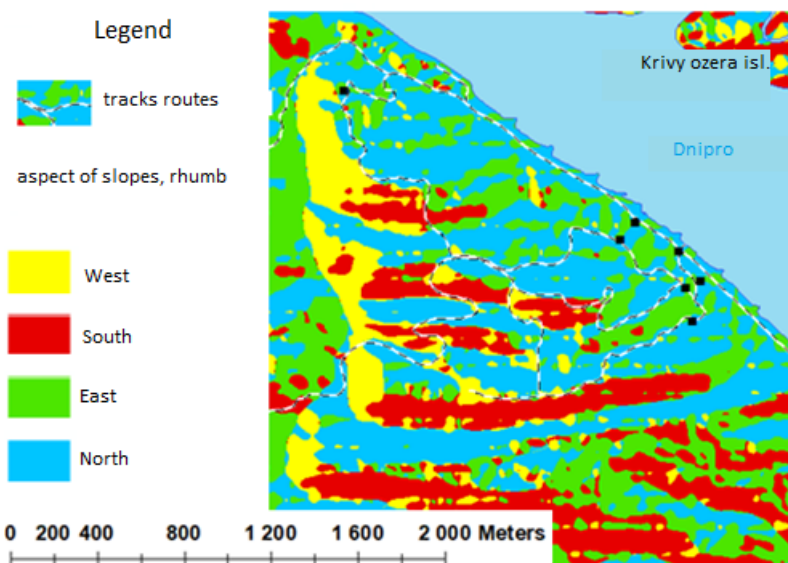 Legend
tracks routes
aspect of slopes, rhumb
West
South
East
North
Krivy ozera isl.
Dnipro
0 200 400 800 1 200 1 600 2 000 Meters